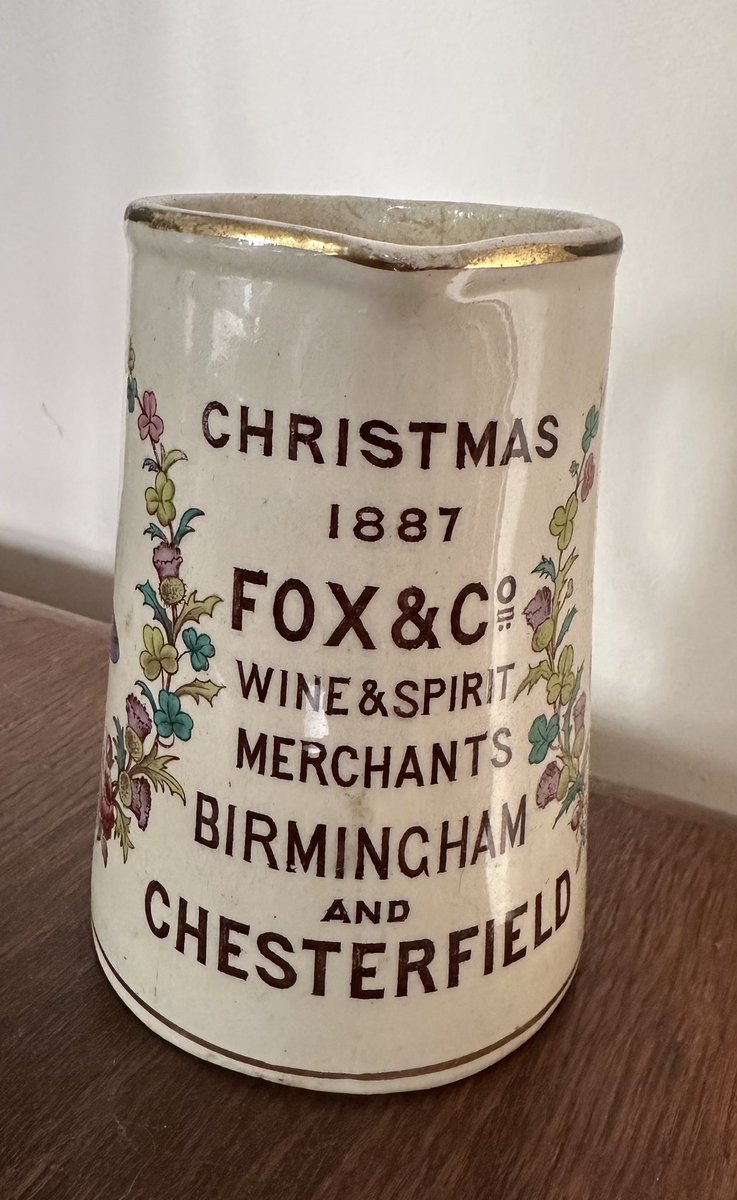 CHRISTMAS
1887
FOX & Cº
WINE & SPIRIT
MERCHANTS
BIRMINGHAM
AND
CHESTERFIELD